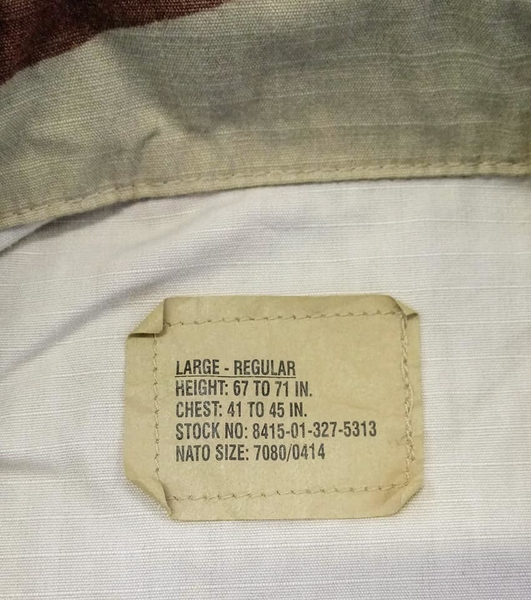 LARGE - REGULAR
HEIGHT: 67 TO 71 IN.
CHEST: 41 TO 45 IN.
STOCK NO: 8415-01-327-5313
NATO SIZE: 7080/0414